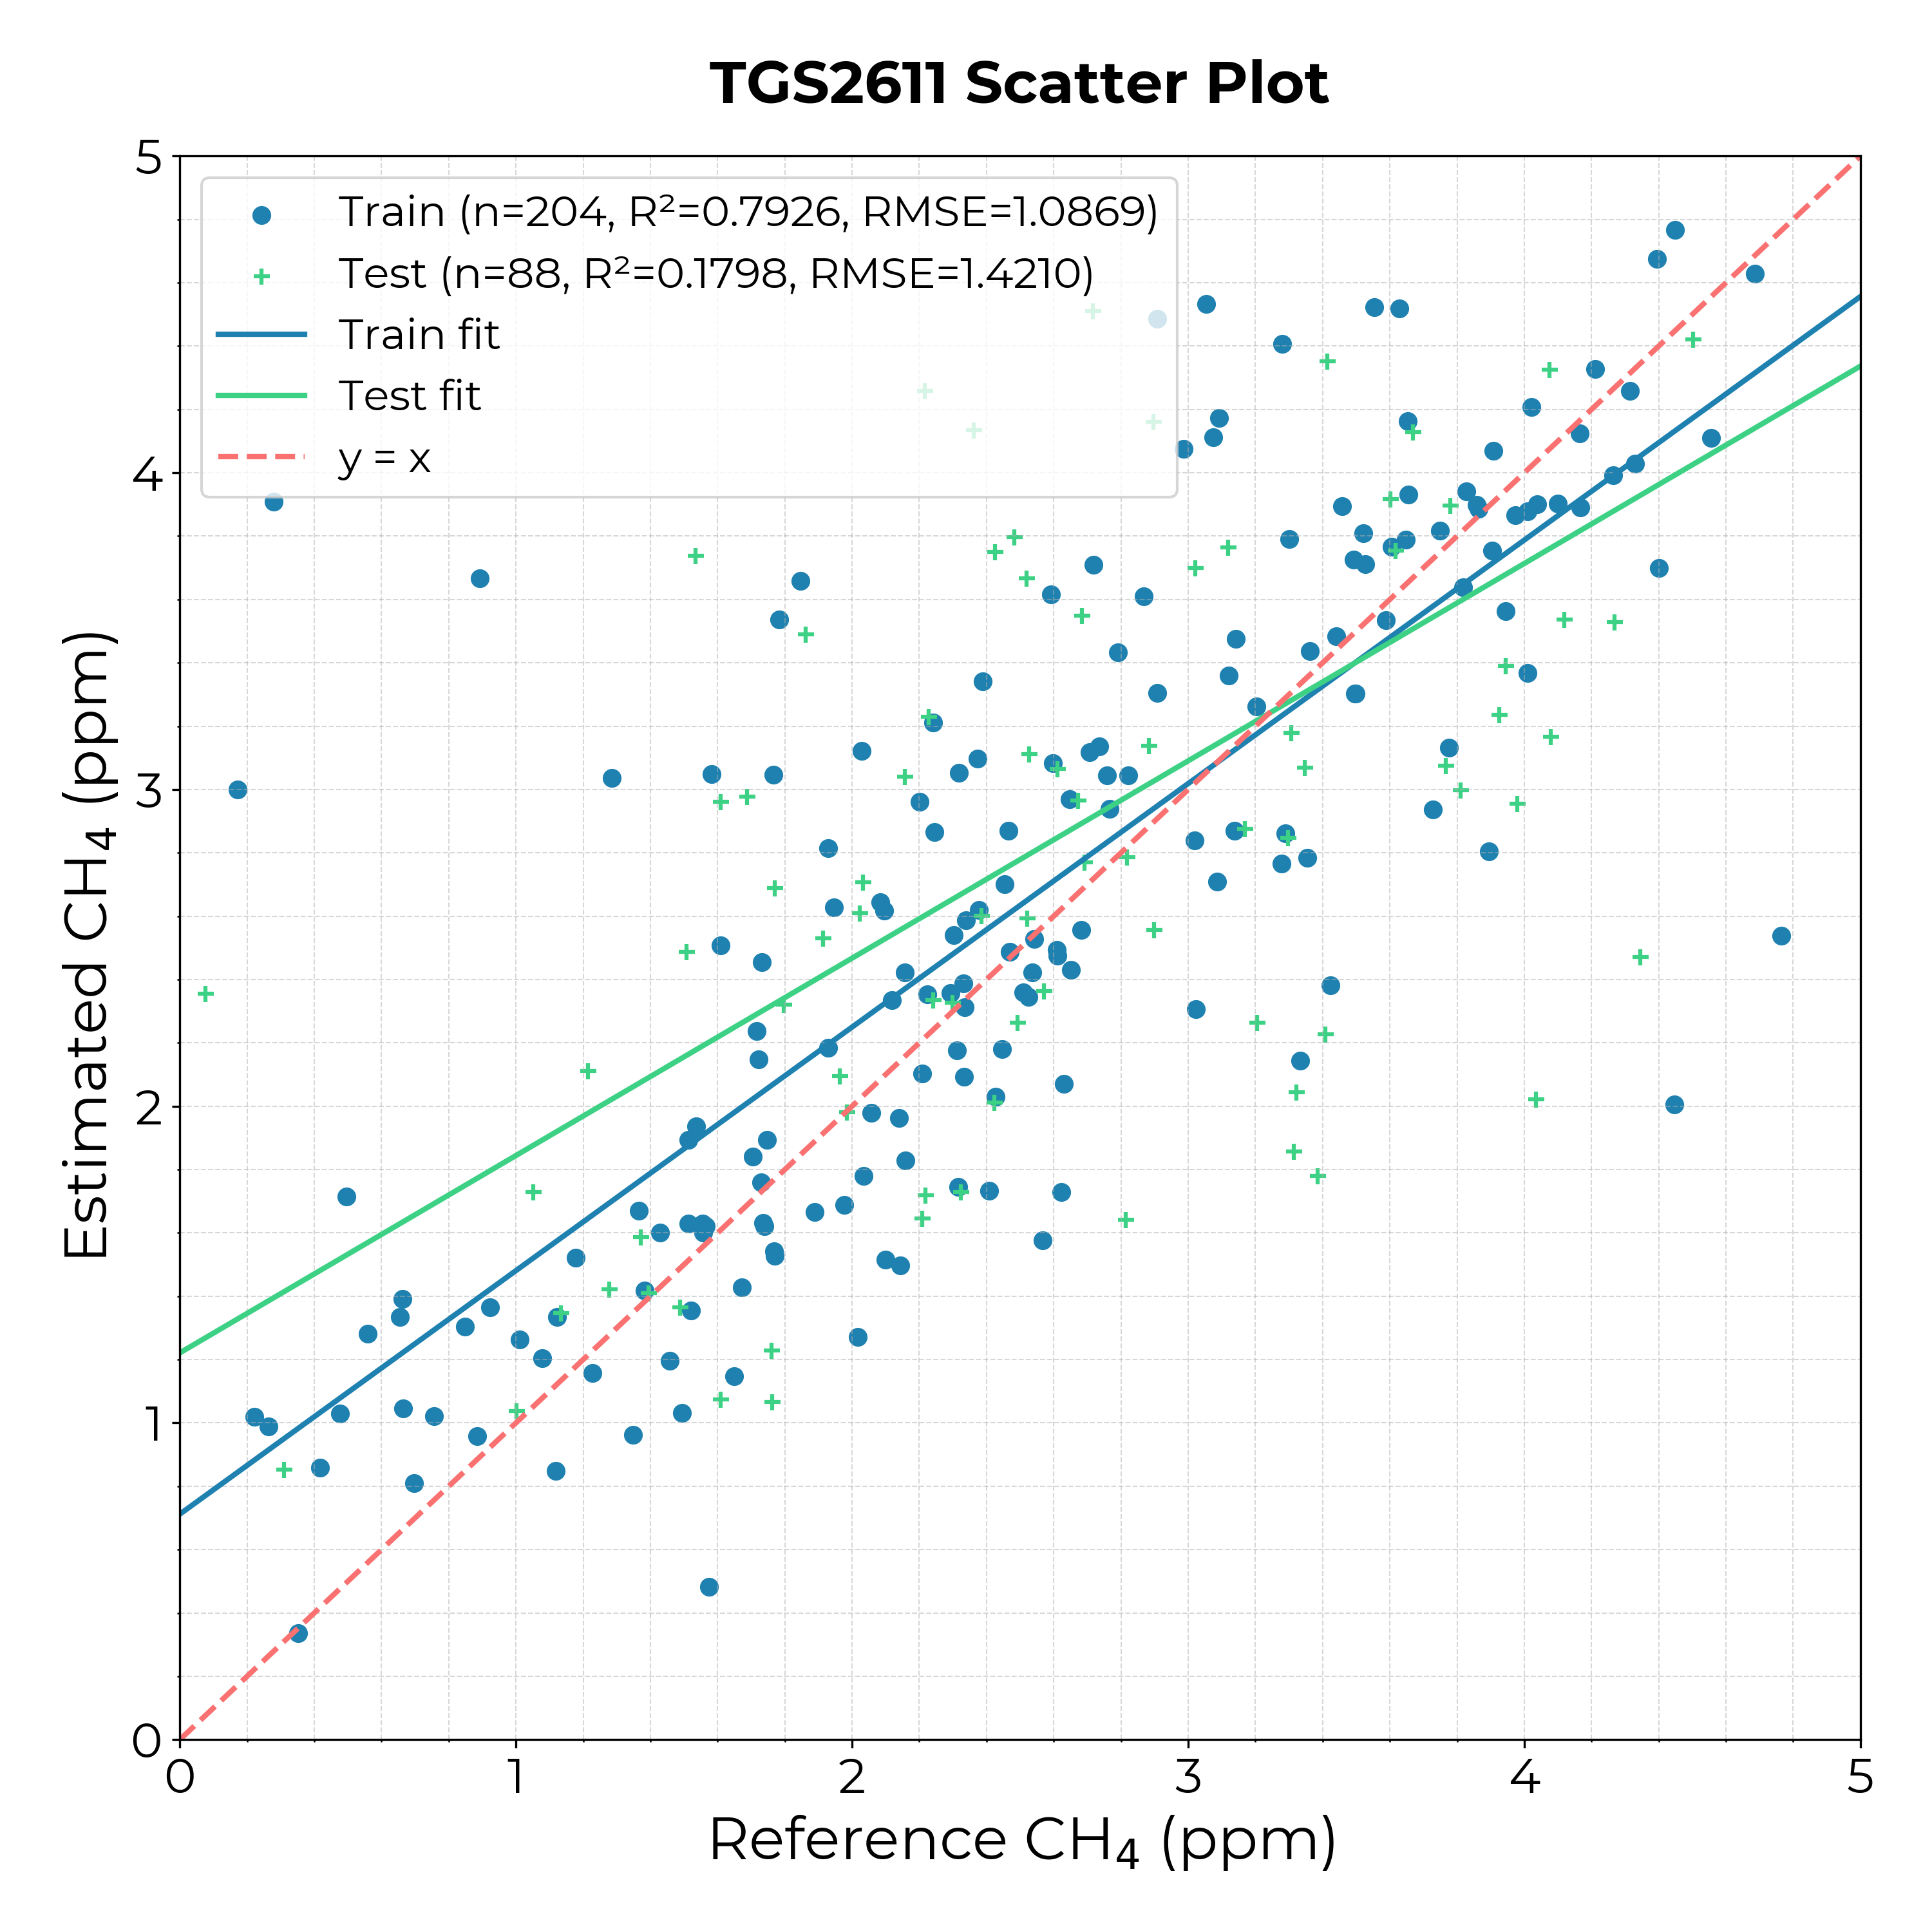 TGS2611 Scatter Plot
Train (n=204, R²=0.7926, RMSE=1.0869)
Test (n=88, R²=0.1798, RMSE=1.4210)
Train fit
Test fit
y = x
Estimated CH₄ (ppm)
5
4
3
2
1
0
0 1 2 3 4 5
Reference CH₄ (ppm)